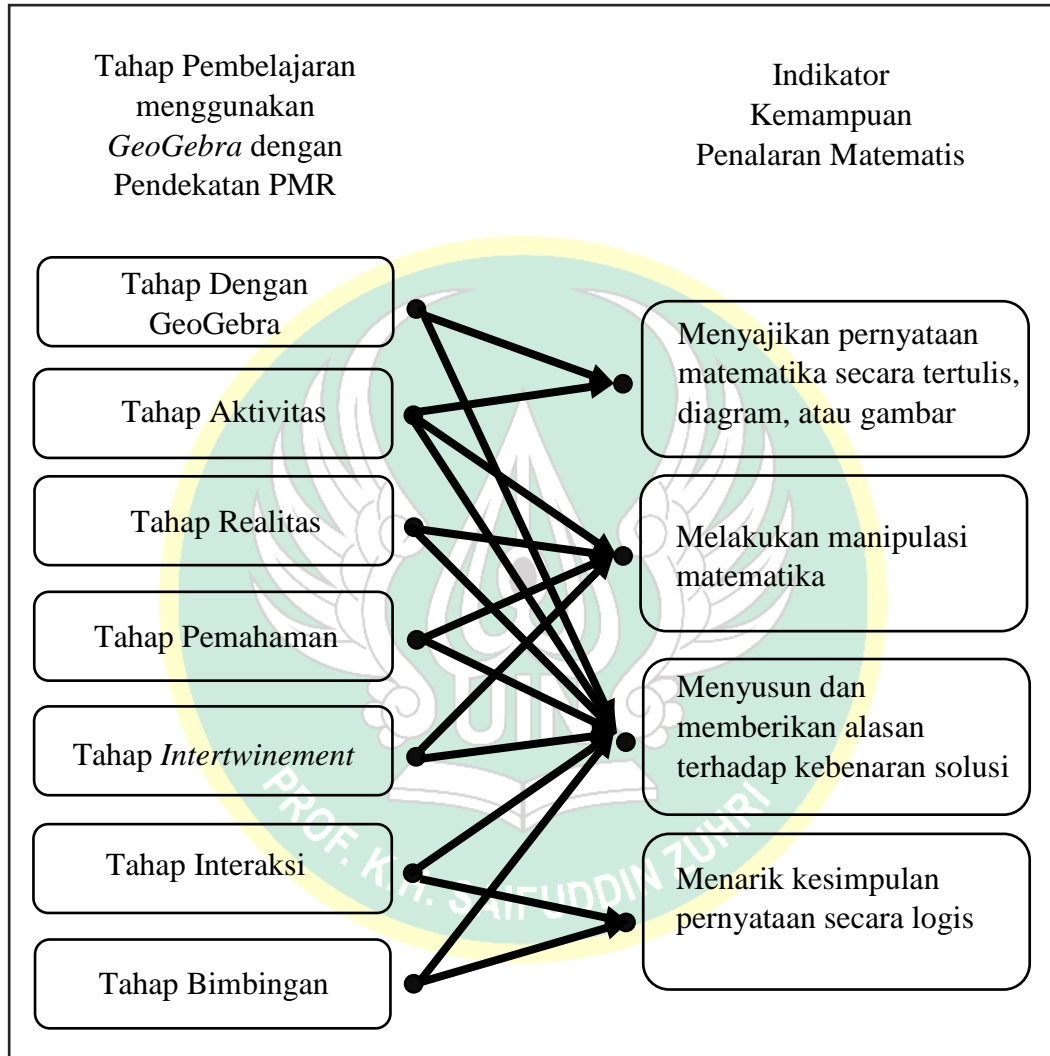 Tahap Pembelajaran
menggunakan
GeoGebra dengan
Pendekatan PMR
Indikator
Kemampuan
Penalaran Matematis
Tahap Dengan
GeoGebra
Tahap Aktivitas
Tahap Realitas
Tahap Pemahaman
Tahap Intertwinement
Tahap Interaksi
Tahap Bimbingan
Menyajikan pernyataan
matematika secara tertulis,
diagram, atau gambar
Melakukan manipulasi
matematika
Menyusun dan
memberikan alasan
terhadap kebenaran solusi
Menarik kesimpulan
pernyataan secara logis
UIN
PROF. K.H. SAIFUDDIN ZUHRI